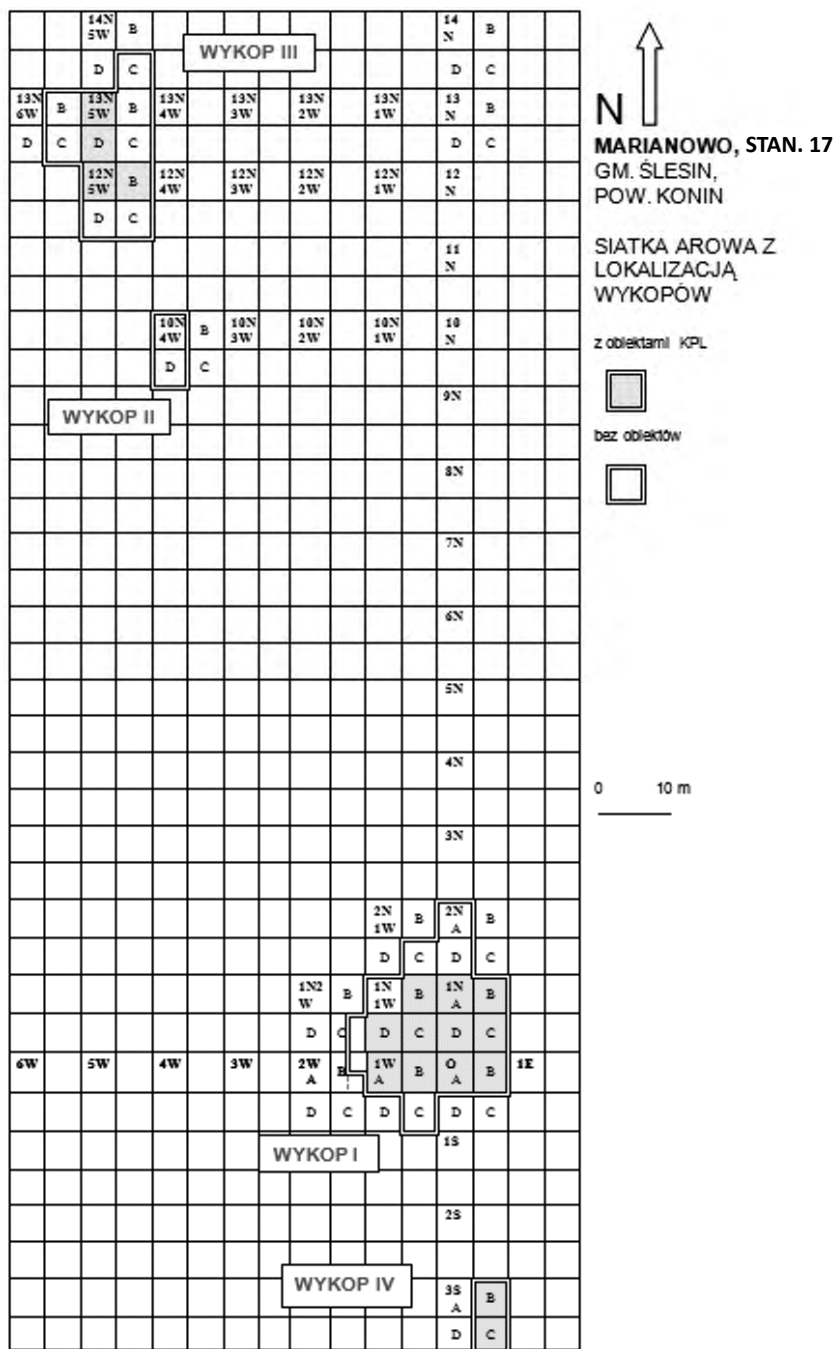 14N B 14 B
5W N
WYKOP III
D C D C
13N B 13N B 13N 13N 13N 13N 13 B
6W 5W 4W 3W 2W 1W N
D C D C D C
12N B 12N 12N 12N 12N 12
5W 4W 3W 2W 1W N
D C
11
N
10N B 10N 10N 10N 10
4W 3W 2W 1W N
D C
9N
WYKOP II
8N
7N
6N
5N
4N
3N
2N B 2N B
1W A
D C D C
1N2 B 1N B 1N B
W 1W A
D C D C D C
6W 5W 4W 3W 2W B 1W B O B 1E
A A A
D C D C D C
1S
WYKOP I
2S
WYKOP IV
3S B
A
D C
N
MARIANOWO, STAN. 17
GM. ŚLESIN,
POW. KONIN
SIATKA AROWA Z
LOKALIZACJĄ
WYKOPÓW
z obiektami KPL
bez obiektów
0 10 m